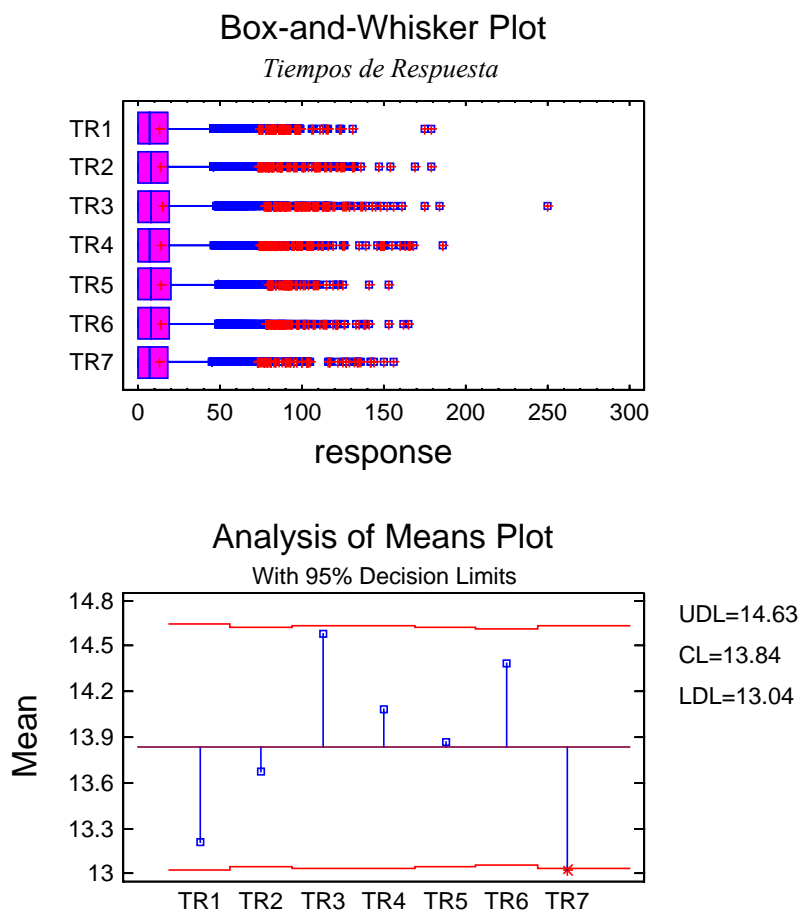 Box-and-Whisker Plot
Tiempos de Respuesta
TR1
TR2
TR3
TR4
TR5
TR6
TR7
0 50 100 150 200 250 300
response
Analysis of Means Plot
With 95% Decision Limits
Mean
14.8
14.5
14.2
13.9
13.6
13.3
13
TR1 TR2 TR3 TR4 TR5 TR6 TR7
UDL=14.63
CL=13.84
LDL=13.04